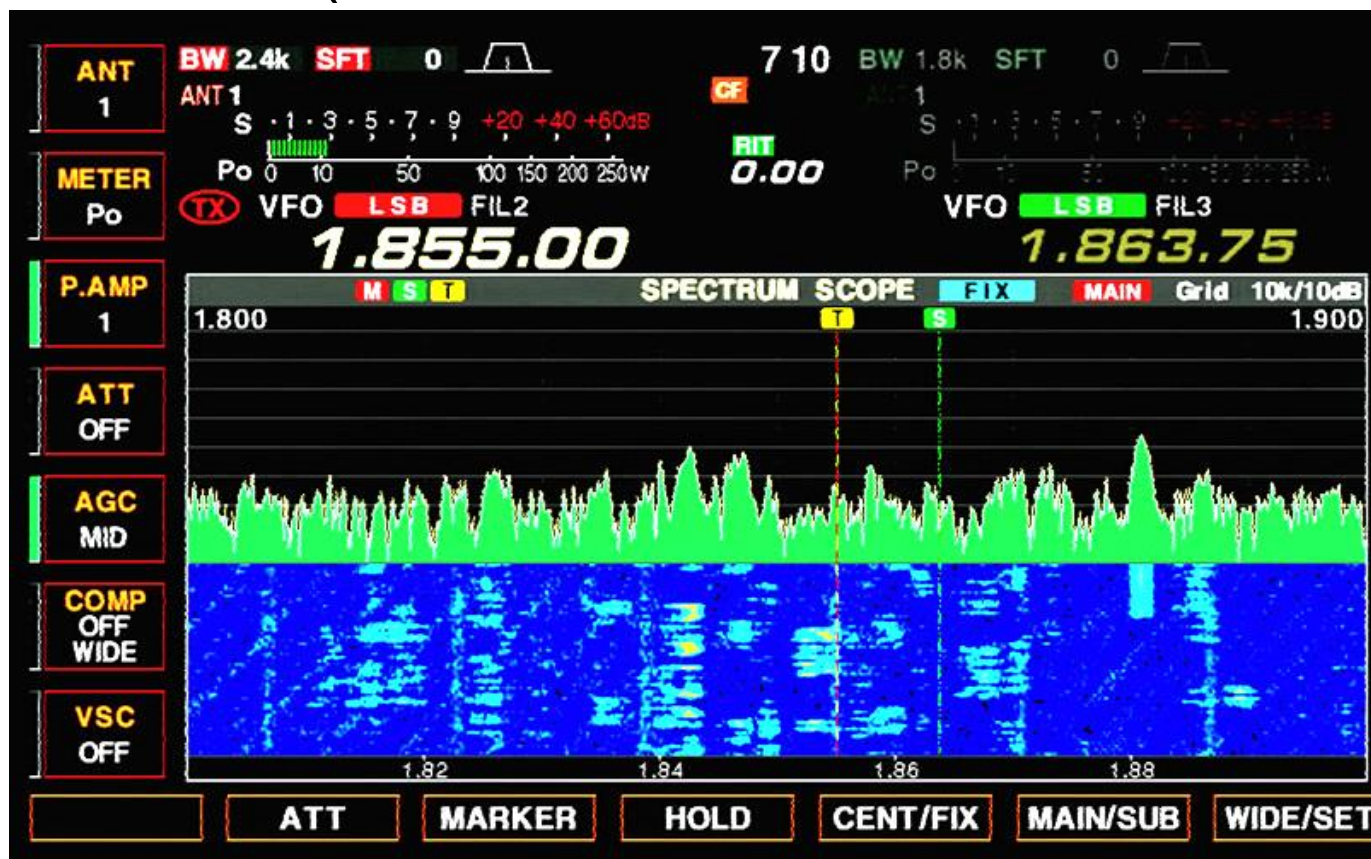 ANT
1
METER
Po
P.AMP
1
ATT
OFF
AGC
MID
COMP
OFF
WIDE
VSC
OFF
BW 2.4k SFT 0
ANT 1
S · 1 · 3 · 5 · 7 · 9 +20 +40 +60dB
Po 0 10 50 100 150 200 250W
TX VFO LSB FIL2
1.855.00
7 10
CF
RIT
0.00
BW 1.8k SFT 0
1
S
Po
VFO LSB FIL3
1.863.75
M S T SPECTRUM SCOPE FIX MAIN Grid 10k/10dB
1.800 T S 1.900
1.82 1.84 1.86 1.88
ATT MARKER HOLD CENT/FIX MAIN/SUB WIDE/SET